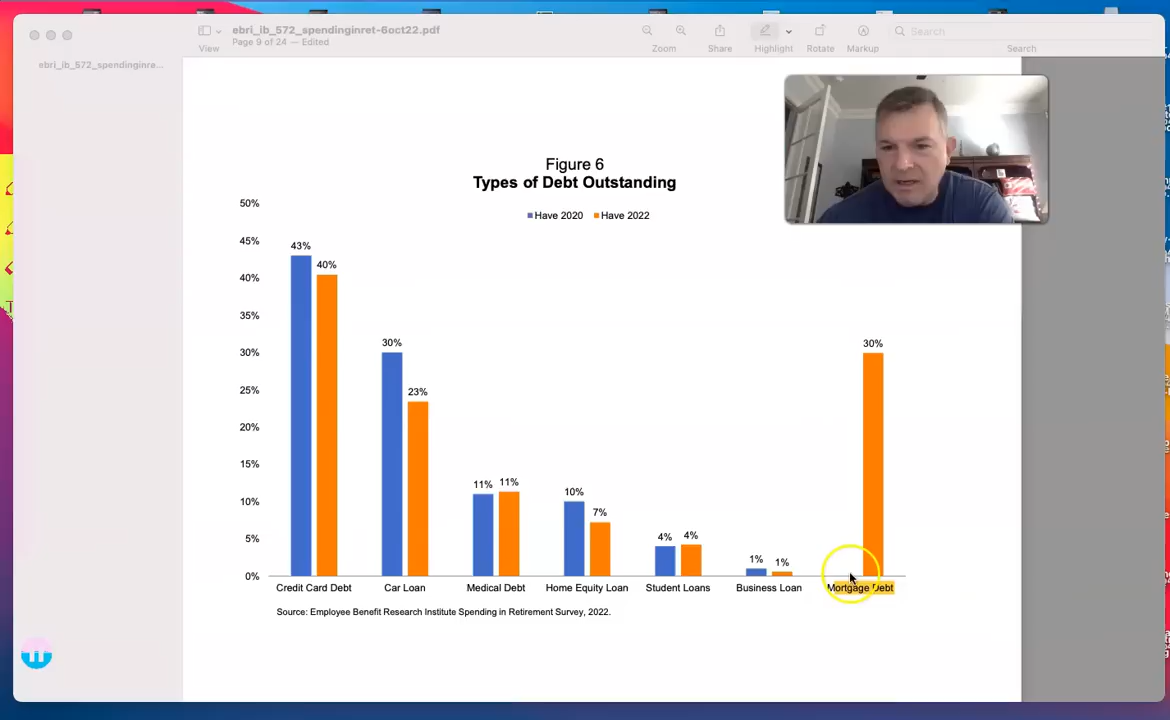 ebri_ib_572_spendinginret-6oct22.pdf
Page 9 of 24 — Edited
View
Zoom
Share
Highlight
Rotate
Markup
Search
Search
ebri_ib_572_spendinginre...
Figure 6
Types of Debt Outstanding
Have 2020 Have 2022
50%
45%
40%
35%
30%
25%
20%
15%
10%
5%
0%
43% 40%
30% 23%
11% 11%
10% 7%
4% 4%
1% 1%
30%
Credit Card Debt Car Loan Medical Debt Home Equity Loan Student Loans Business Loan Mortgage Debt
Source: Employee Benefit Research Institute Spending in Retirement Survey, 2022.